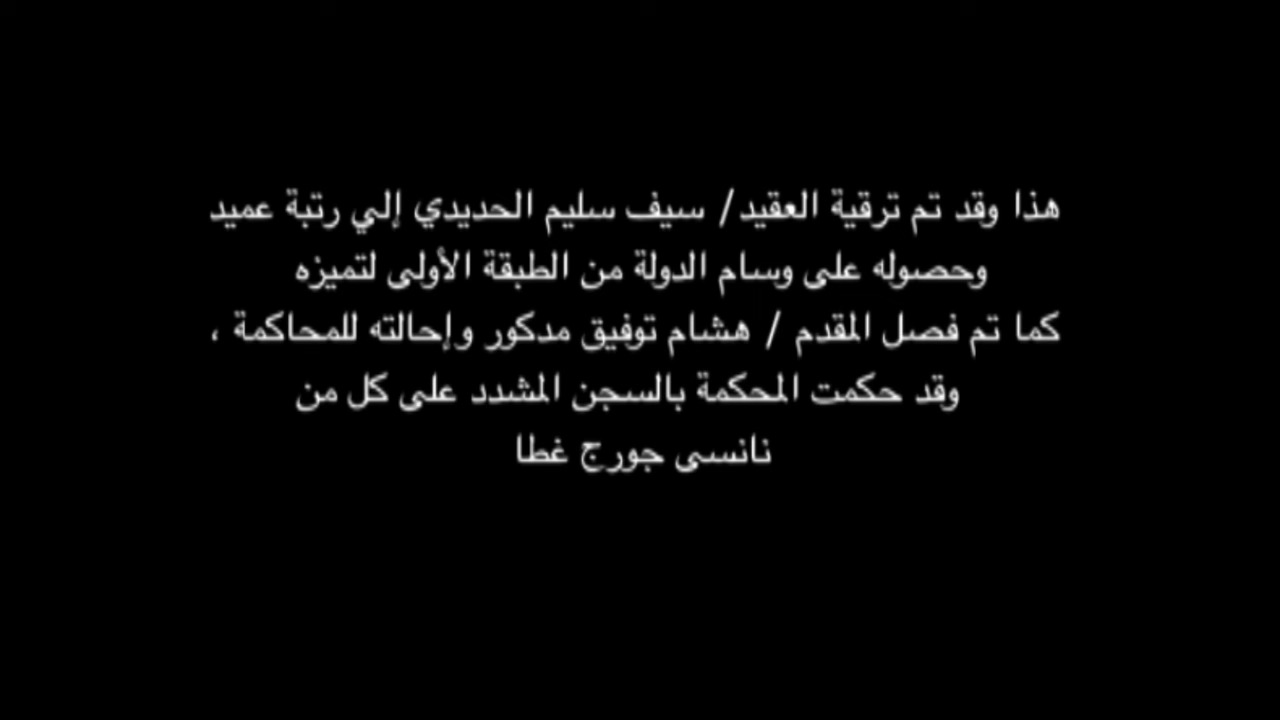 هذا وقد تم ترقية العقيد/ سيف سليم الحديدي إلي رتبة عميد
وحصوله على وسام الدولة من الطبقة الأولى لتميزه
كما تم فصل المقدم / هشام توفيق مدكور وإحالته للمحاكمة ،
وقد حكمت المحكمة بالسجن المشدد على كل من
نانسى جورج غطا